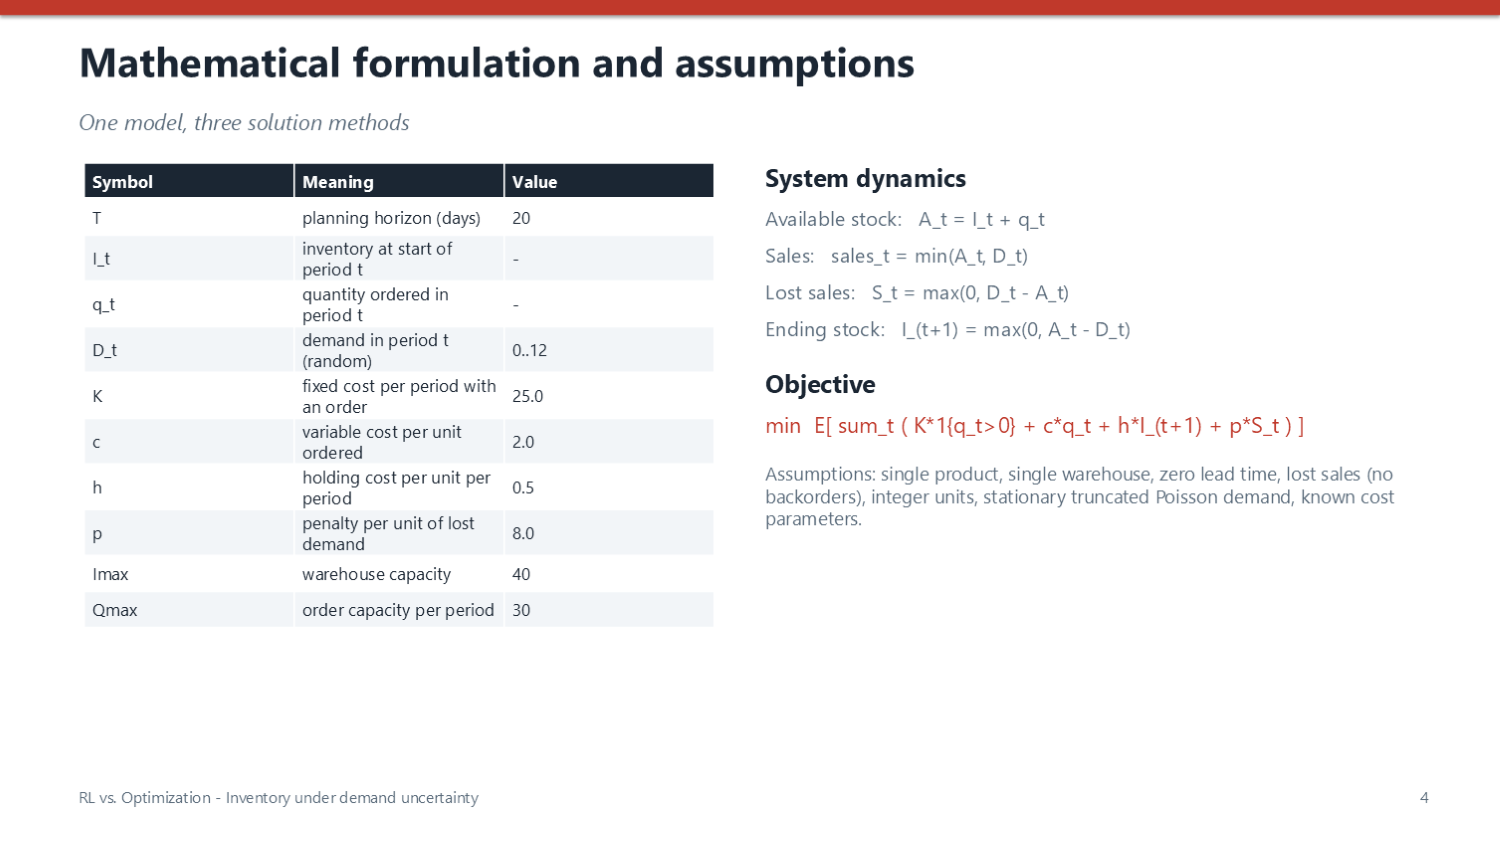 Mathematical formulation and assumptions
One model, three solution methods
Symbol Meaning Value
T planning horizon (days) 20
I_t inventory at start of period t -
q_t quantity ordered in period t -
D_t demand in period t (random) 0..12
K fixed cost per period with an order 25.0
c variable cost per unit ordered 2.0
h holding cost per unit per period 0.5
p penalty per unit of lost demand 8.0
Imax warehouse capacity 40
Qmax order capacity per period 30
System dynamics
Available stock: A_t = I_t + q_t
Sales: sales_t = min(A_t, D_t)
Lost sales: S_t = max(0, D_t - A_t)
Ending stock: I_(t+1) = max(0, A_t - D_t)
Objective
min E[ sum_t ( K*1{q_t>0} + c*q_t + h*I_(t+1) + p*S_t ) ]
Assumptions: single product, single warehouse, zero lead time, lost sales (no
backorders), integer units, stationary truncated Poisson demand, known cost
parameters.
RL vs. Optimization - Inventory under demand uncertainty
4